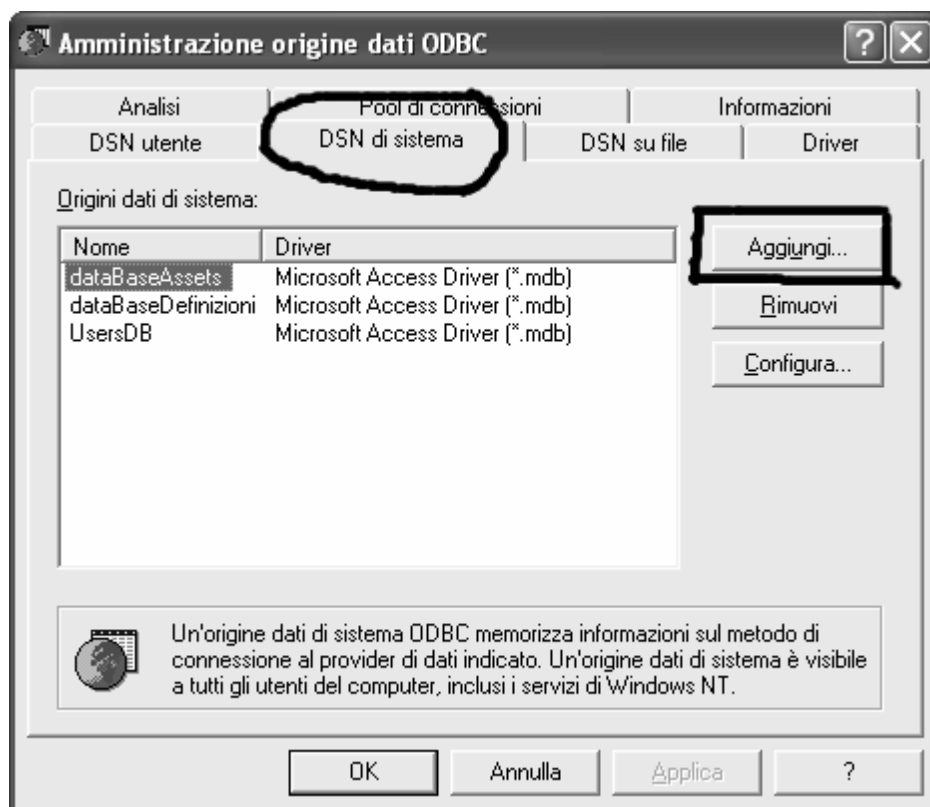 Amministrazione origine dati ODBC
Analisi Pool di connessioni Informazioni
DSN utente DSN di sistema DSN su file Driver
Origini dati di sistema:
Nome Driver
dataBaseAssets Microsoft Access Driver (*.mdb)
dataBaseDefinizioni Microsoft Access Driver (*.mdb)
UsersDB Microsoft Access Driver (*.mdb)
Aggiungi...
Rimuovi
Configura...
Un'origine dati di sistema ODBC memorizza informazioni sul metodo di
connessione al provider di dati indicato. Un'origine dati di sistema è visibile
a tutti gli utenti del computer, inclusi i servizi di Windows NT.
OK Annulla Applica ?